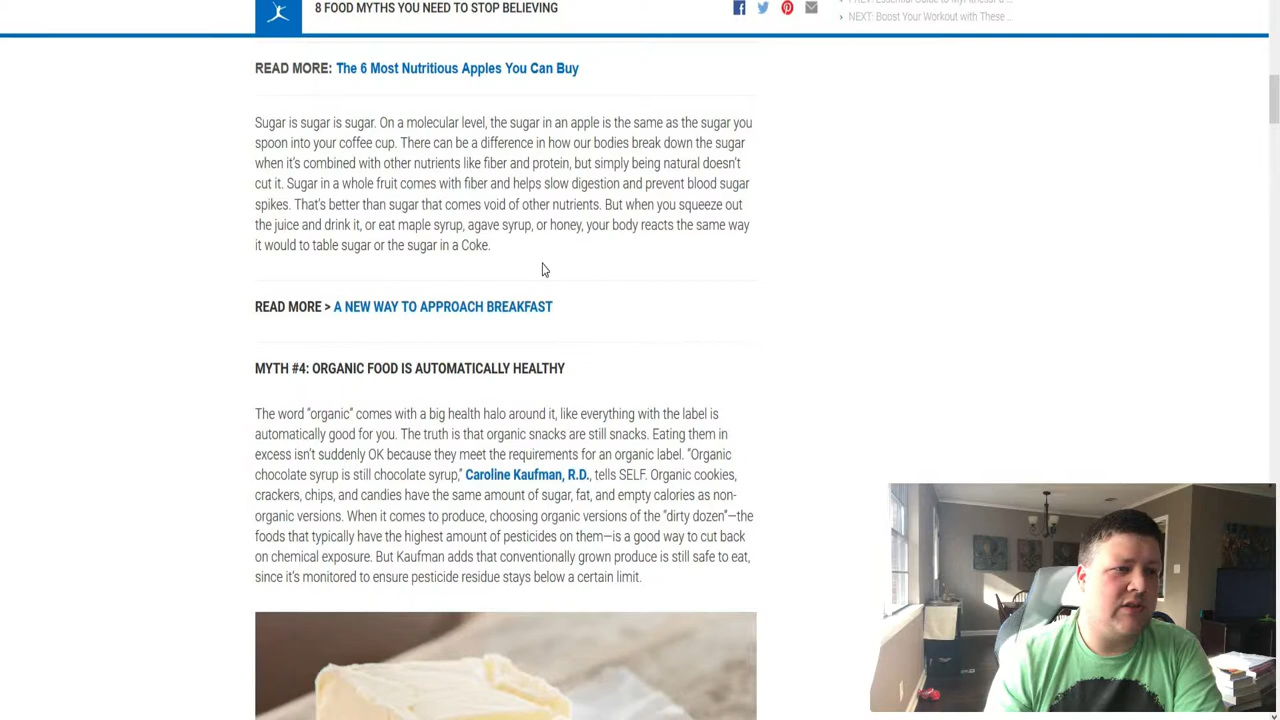 8 FOOD MYTHS YOU NEED TO STOP BELIEVING
NEXT: Boost Your Workout with These ...
READ MORE: The 6 Most Nutritious Apples You Can Buy
Sugar is sugar is sugar. On a molecular level, the sugar in an apple is the same as the sugar you
spoon into your coffee cup. There can be a difference in how our bodies break down the sugar
when it's combined with other nutrients like fiber and protein, but simply being natural doesn't
cut it. Sugar in a whole fruit comes with fiber and helps slow digestion and prevent blood sugar
spikes. That's better than sugar that comes void of other nutrients. But when you squeeze out
the juice and drink it, or eat maple syrup, agave syrup, or honey, your body reacts the same way
it would to table sugar or the sugar in a Coke.
READ MORE > A NEW WAY TO APPROACH BREAKFAST
MYTH #4: ORGANIC FOOD IS AUTOMATICALLY HEALTHY
The word "organic" comes with a big health halo around it, like everything with the label is
automatically good for you. The truth is that organic snacks are still snacks. Eating them in
excess isn't suddenly OK because they meet the requirements for an organic label. "Organic
chocolate syrup is still chocolate syrup," Caroline Kaufman, R.D., tells SELF. Organic cookies,
crackers, chips, and candies have the same amount of sugar, fat, and empty calories as non-
organic versions. When it comes to produce, choosing organic versions of the "dirty dozen"—the
foods that typically have the highest amount of pesticides on them—is a good way to cut back
on chemical exposure. But Kaufman adds that conventionally grown produce is still safe to eat,
since it's monitored to ensure pesticide residue stays below a certain limit.